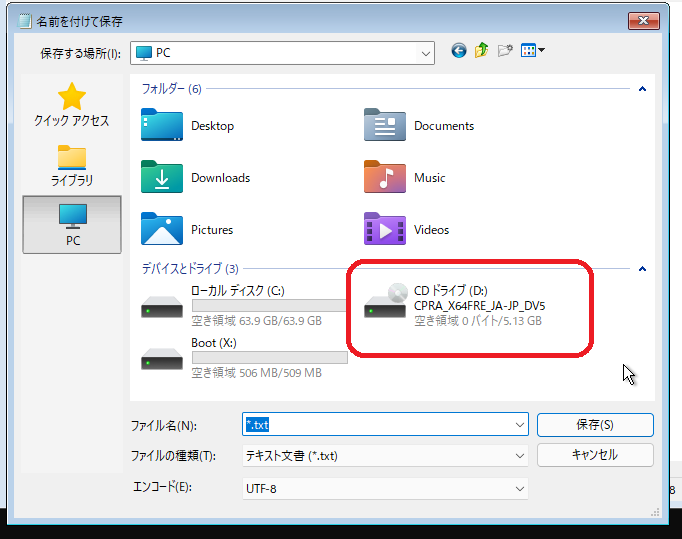 名前を付けて保存
保存する場所(I):
PC
クイック アクセス
ライブラリ
PC
フォルダー (6)
Desktop
Documents
Downloads
Music
Pictures
Videos
デバイスとドライブ (3)
ローカル ディスク (C:)
空き領域 63.9 GB/63.9 GB
CD ドライブ (D:)
CPRA_X64FRE_JA-JP_DV5
空き領域 0 バイト/5.13 GB
Boot (X:)
空き領域 506 MB/509 MB
ファイル名(N):
*.txt
保存(S)
ファイルの種類(T):
テキスト文書 (*.txt)
キャンセル
エンコード(E):
UTF-8
8